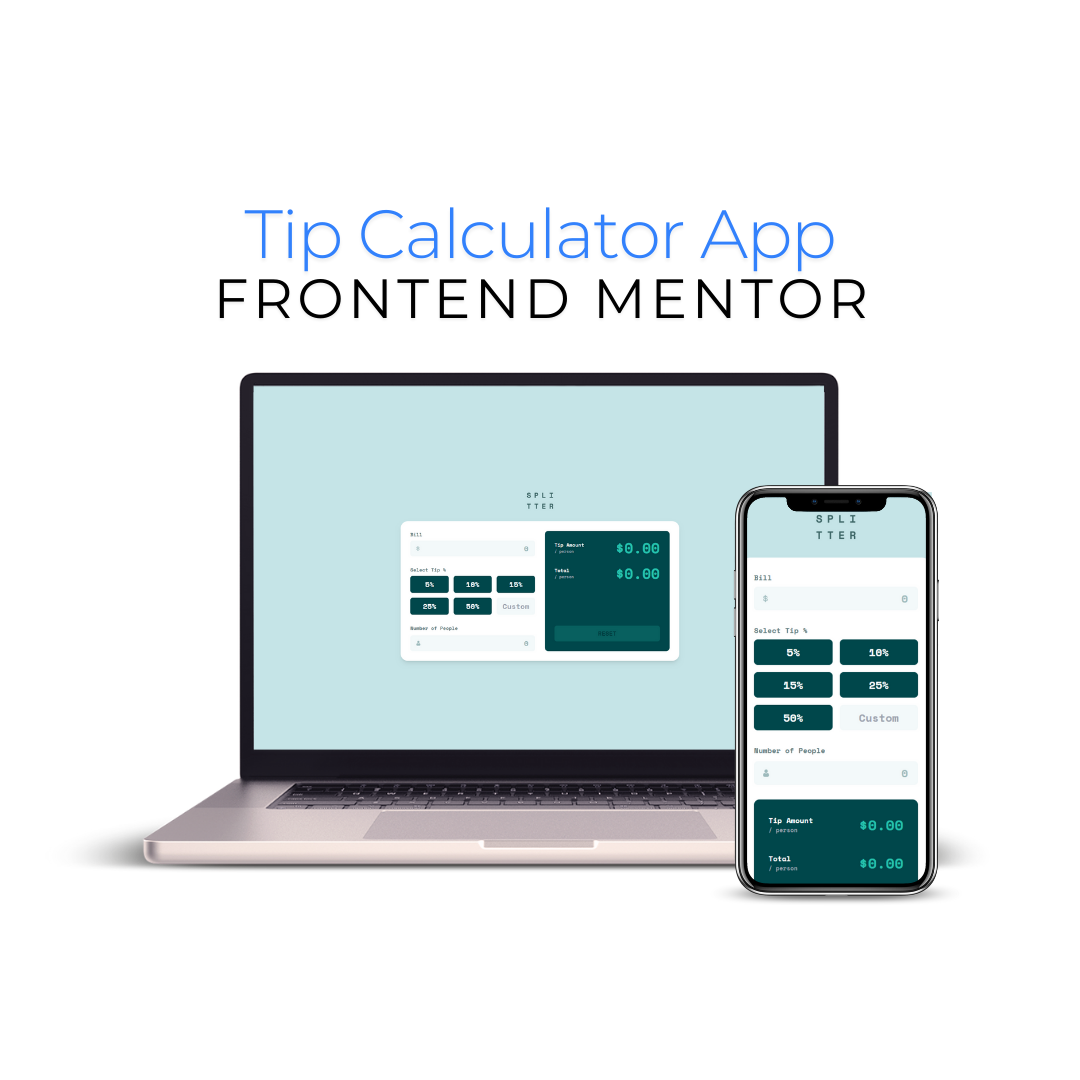 Tip Calculator App
FRONTEND MENTOR
SPLI
TTER
Bill
$ 0
Select Tip %
5% 10% 15%
25% 50% Custom
Number of People
0
Tip Amount $0.00
/ person
Total $0.00
/ person
RESET
SPLI
TTER
Bill
$ 0
Select Tip %
5% 10%
15% 25%
50% Custom
Number of People
0
Tip Amount $0.00
/ person
Total $0.00
/ person